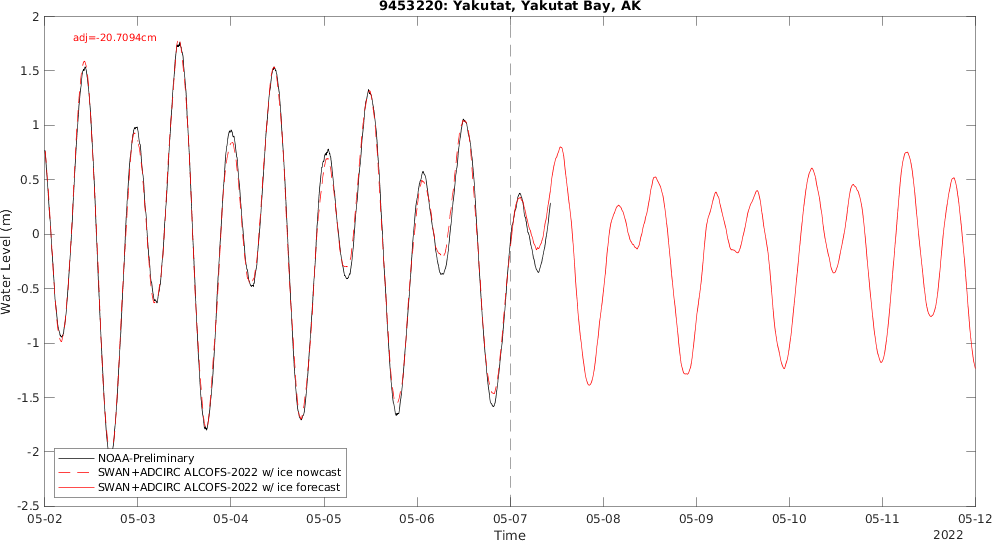 9453220: Yakutat, Yakutat Bay, AK
adj=-20.7094cm
Water Level (m)
2
1.5
1
0.5
0
-0.5
-1
-1.5
-2
-2.5
NOAA-Preliminary
SWAN+ADCIRC ALCOFS-2022 w/ ice nowcast
SWAN+ADCIRC ALCOFS-2022 w/ ice forecast
05-02 05-03 05-04 05-05 05-06 05-07 05-08 05-09 05-10 05-11 05-12
Time
2022